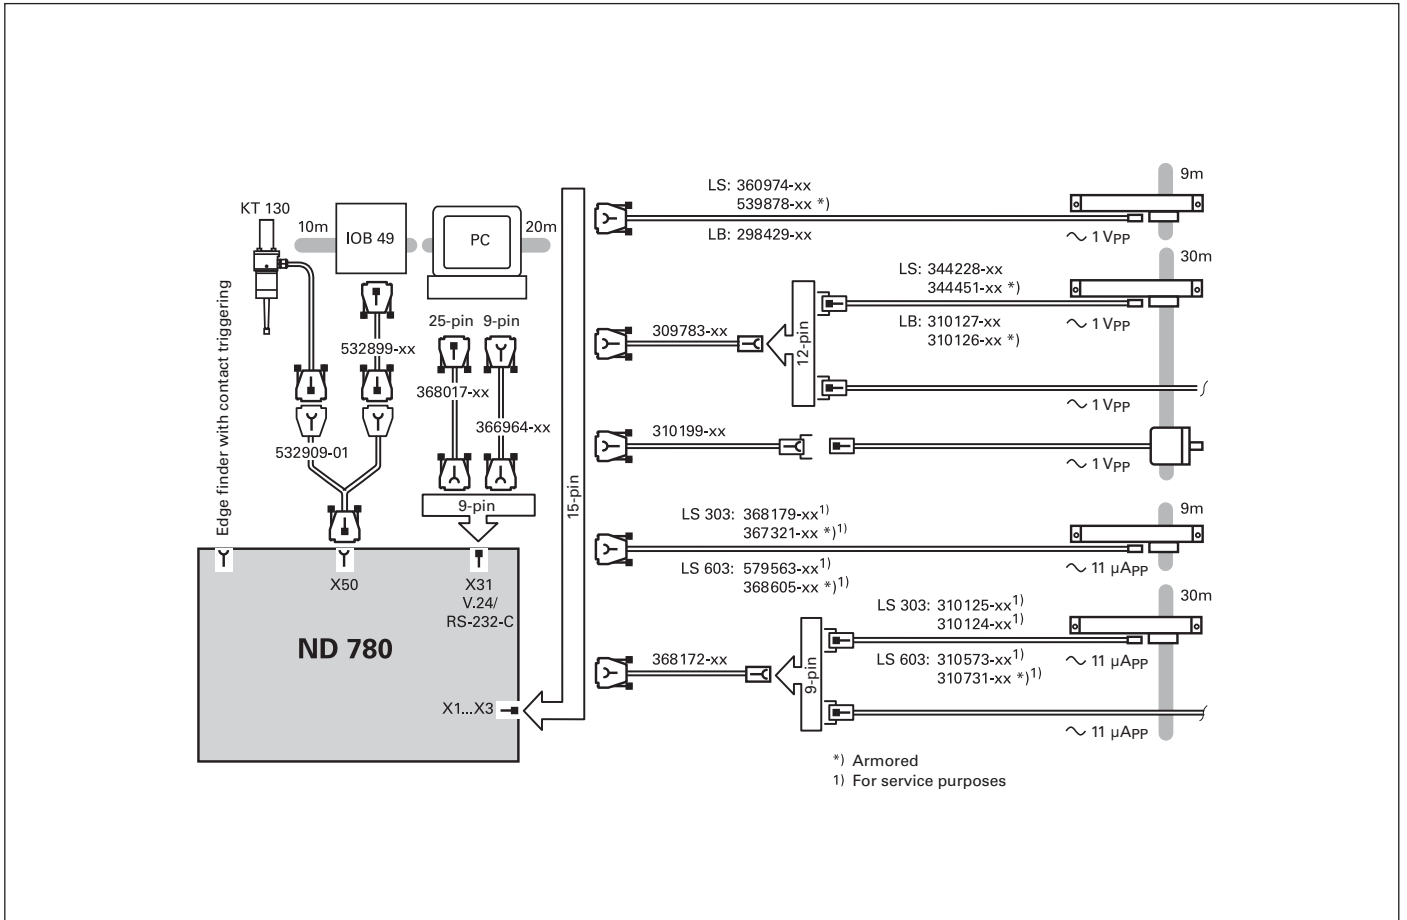 KT 130
10m
IOB 49
PC
20m
Edge finder with contact triggering
532899-xx
532909-01
25-pin 9-pin
368017-xx
366964-xx
9-pin
X50
X31
V.24/
RS-232-C
ND 780
X1...X3
15-pin
LS: 360974-xx
539878-xx *)
LB: 298429-xx
9m
~ 1 VPP
309783-xx
12-pin
LS: 344228-xx
344451-xx *)
LB: 310127-xx
310126-xx *)
30m
~ 1 VPP
~ 1 VPP
310199-xx
~ 1 VPP
LS 303: 368179-xx1)
367321-xx *)1)
LS 603: 579563-xx1)
368605-xx *)1)
9m
~ 11 µAPP
368172-xx
9-pin
LS 303: 310125-xx1)
310124-xx1)
LS 603: 310573-xx1)
310731-xx *)1)
30m
~ 11 µAPP
~ 11 µAPP
*) Armored
1) For service purposes